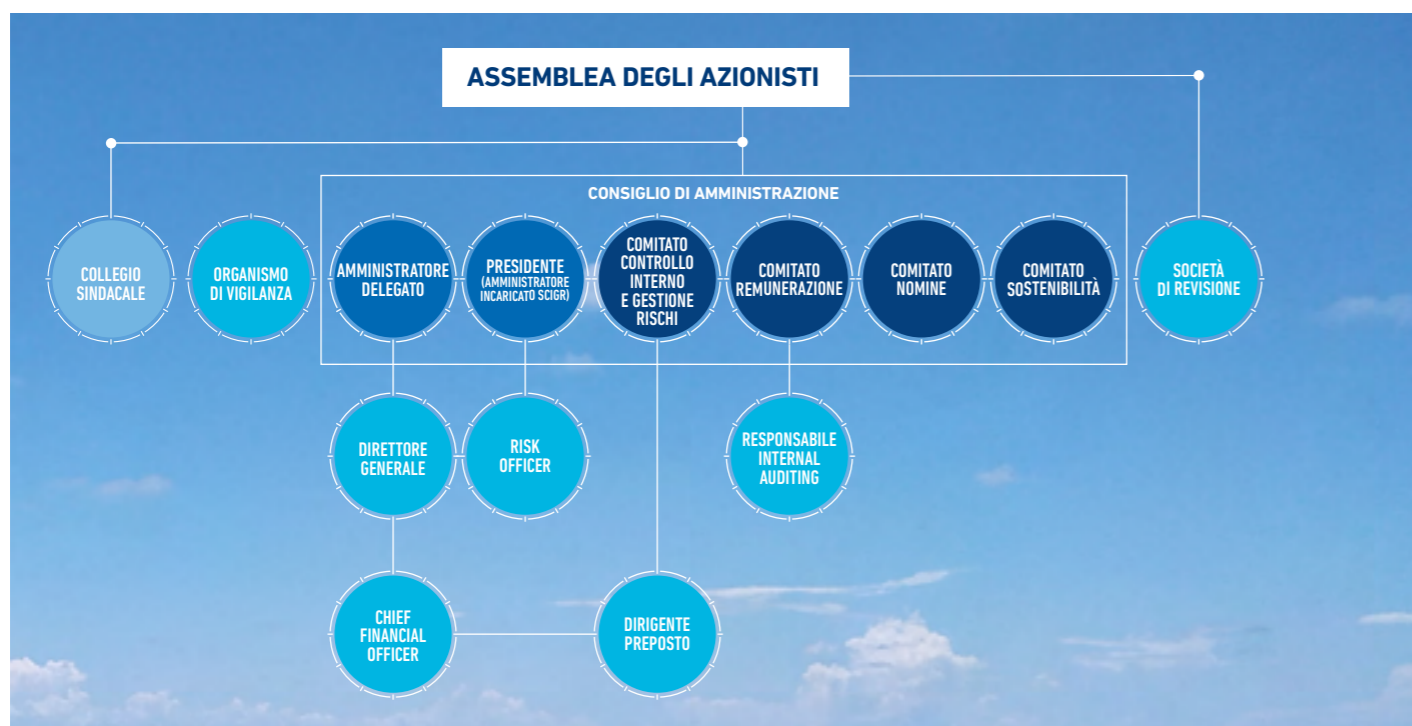 ASSEMBLEA DEGLI AZIONISTI
CONSIGLIO DI AMMINISTRAZIONE
COLLEGIO
SINDACALE
ORGANISMO
DI VIGILANZA
AMMINISTRATORE
DELEGATO
PRESIDENTE
(AMMINISTRATORE
INCARICATO SCIGR)
COMITATO
CONTROLLO
INTERNO
E GESTIONE
RISCHI
COMITATO
REMUNERAZIONE
COMITATO
NOMINE
COMITATO
SOSTENIBILITÀ
SOCIETÀ
DI REVISIONE
DIRETTORE
GENERALE
RISK
OFFICER
RESPONSABILE
INTERNAL
AUDITING
CHIEF
FINANCIAL
OFFICER
DIRIGENTE
PREPOSTO